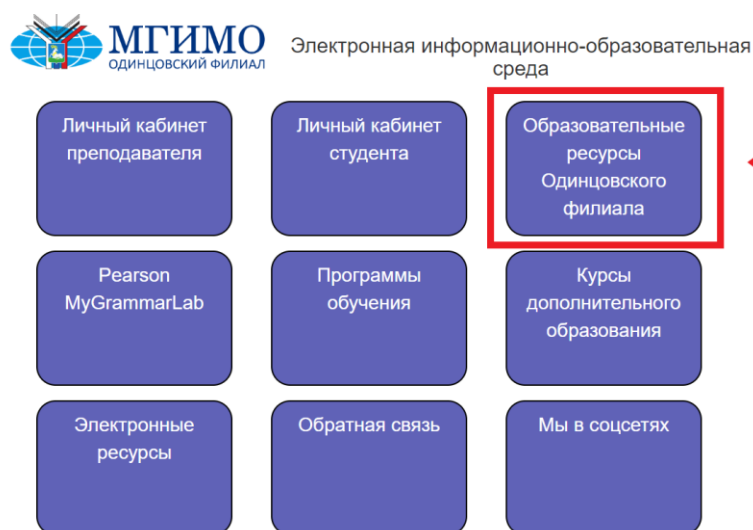 МГИМО
ОДИНЦОВСКИЙ ФИЛИАЛ
Электронная информационно-образовательная
среда
Личный кабинет
преподавателя
Личный кабинет
студента
Образовательные
ресурсы
Одинцовского
филиала
Pearson
MyGrammarLab
Программы
обучения
Курсы
дополнительного
образования
Электронные
ресурсы
Обратная связь
Мы в соцсетях